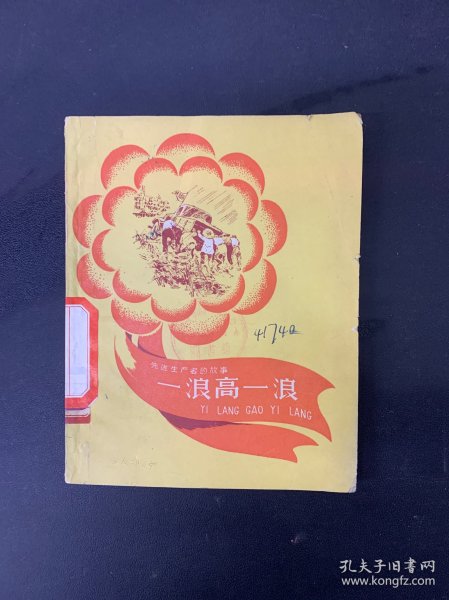 41740
先进生产者的故事
一浪高一浪
YI LANG GAO YI LANG
孔夫子旧书网
www.kongfz.com